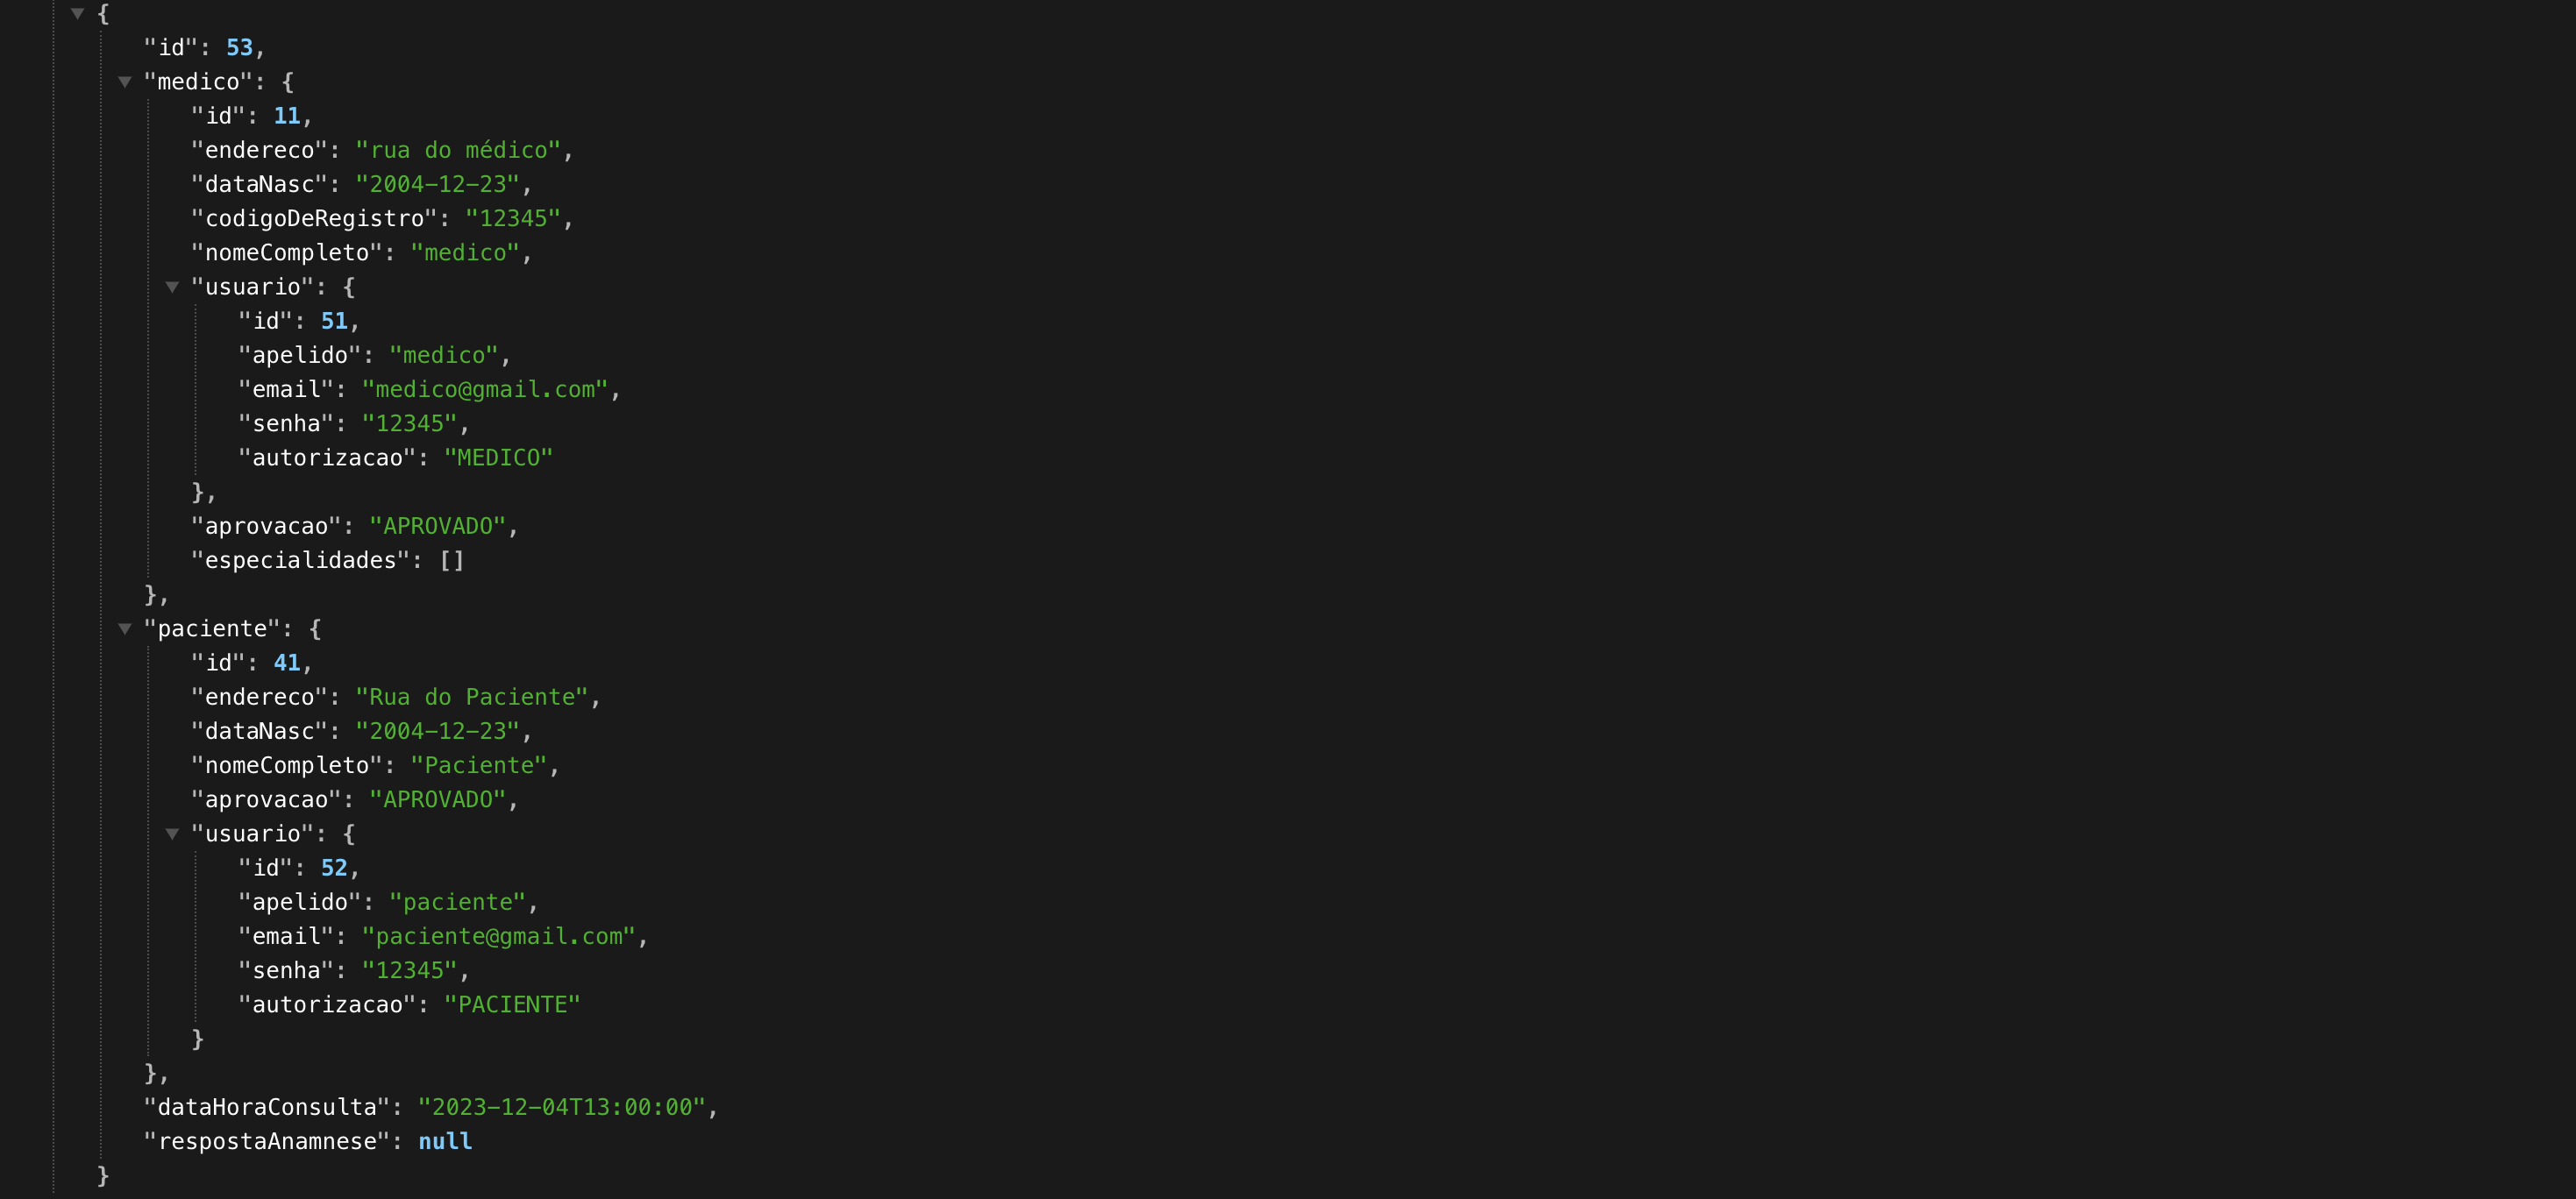 {
"id": 53,
"medico": {
"id": 11,
"endereco": "rua do médico",
"dataNasc": "2004-12-23",
"codigoDeRegistro": "12345",
"nomeCompleto": "medico",
"usuario": {
"id": 51,
"apelido": "medico",
"email": "medico@gmail.com",
"senha": "12345",
"autorizacao": "MEDICO"
},
"aprovacao": "APROVADO",
"especialidades": []
},
"paciente": {
"id": 41,
"endereco": "Rua do Paciente",
"dataNasc": "2004-12-23",
"nomeCompleto": "Paciente",
"aprovacao": "APROVADO",
"usuario": {
"id": 52,
"apelido": "paciente",
"email": "paciente@gmail.com",
"senha": "12345",
"autorizacao": "PACIENTE"
}
},
"dataHoraConsulta": "2023-12-04T13:00:00",
"respostaAnamnese": null
}